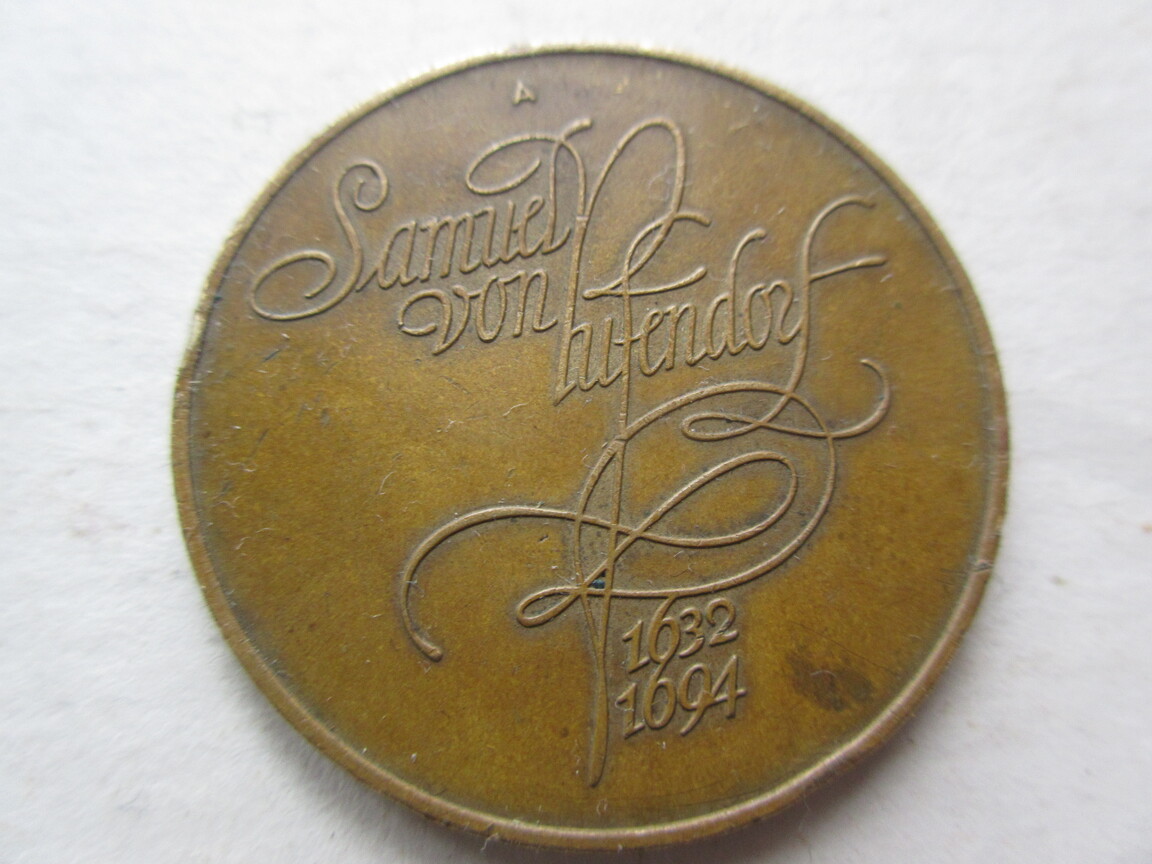 A
Samuel
von Pufendorf
1632
1694